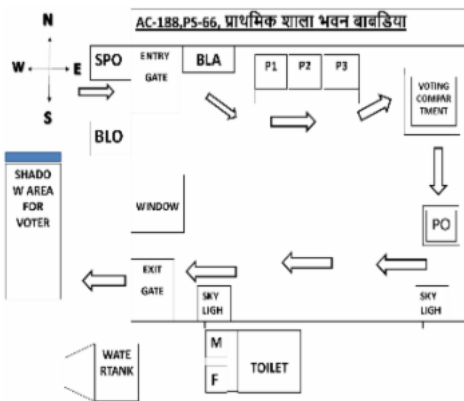 AC-188,PS-66, प्राथमिक शाला भवन बाबडिया
N
W E
S
SPO
ENTRY
GATE
BLA
P1 P2 P3
VOTING
COMPAR
TMENT
BLO
SHADO
W AREA
FOR
VOTER
WINDOW
PO
EXIT
GATE
SKY
LIGH
SKY
LIGH
WATE
RTANK
M
F
TOILET